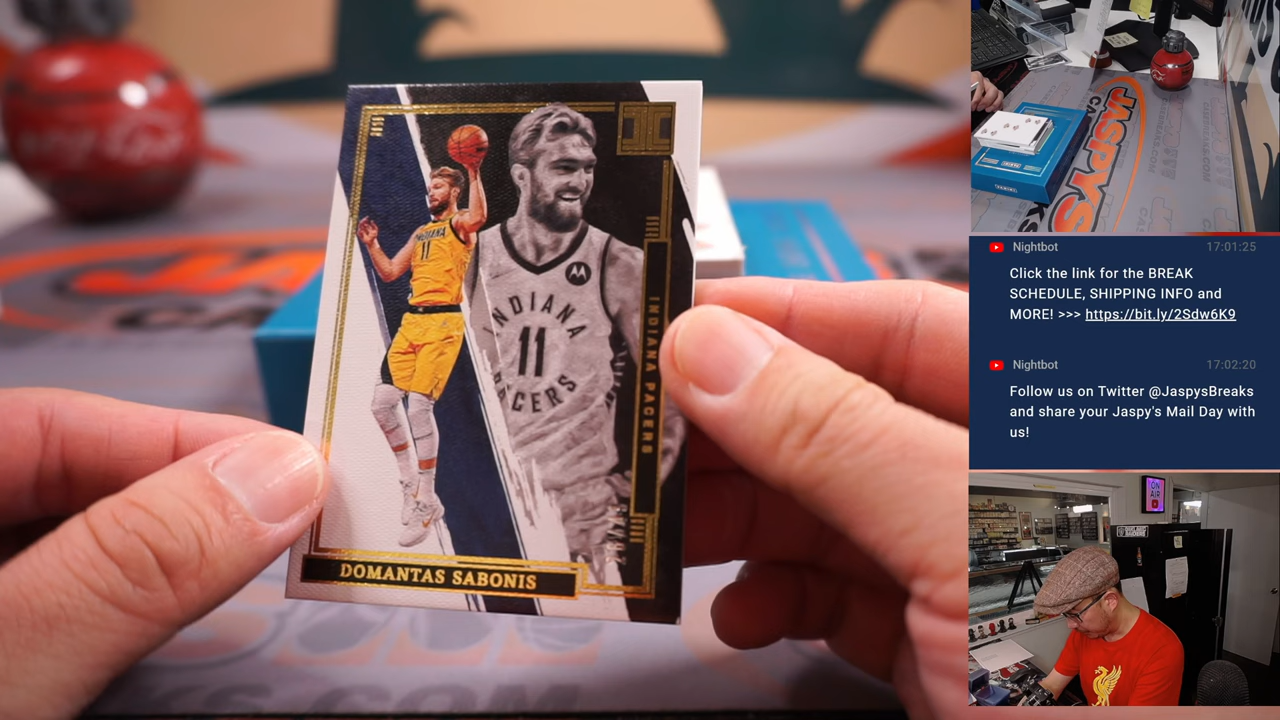 INDIANA
11
INDIANA
11
PACERS
INDIANA PACERS
DOMANTAS SABONIS
JASPYS
Nightbot
17:01:25
Click the link for the BREAK
SCHEDULE, SHIPPING INFO and
MORE! >>> https://bit.ly/2Sdw6K9
Nightbot
17:02:20
Follow us on Twitter @JaspysBreaks
and share your Jaspy's Mail Day with
us!
ON
AIR